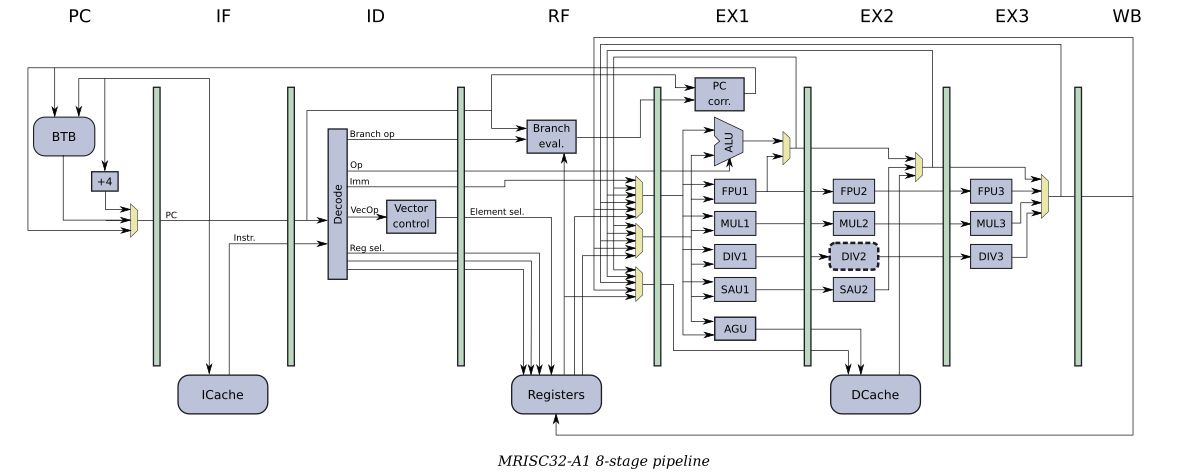 PC IF ID RF EX1 EX2 EX3 WB
PC
corr.
BTB
Branch
eval.
ALU
Branch op
Op
+4
Imm
FPU1
FPU2
FPU3
Decode
VecOp
Vector
control
Element sel.
PC
MUL1
MUL2
MUL3
Instr.
Reg sel.
DIV1
DIV2
DIV3
SAU1
SAU2
AGU
ICache
Registers
DCache
MRISC32-A1 8-stage pipeline